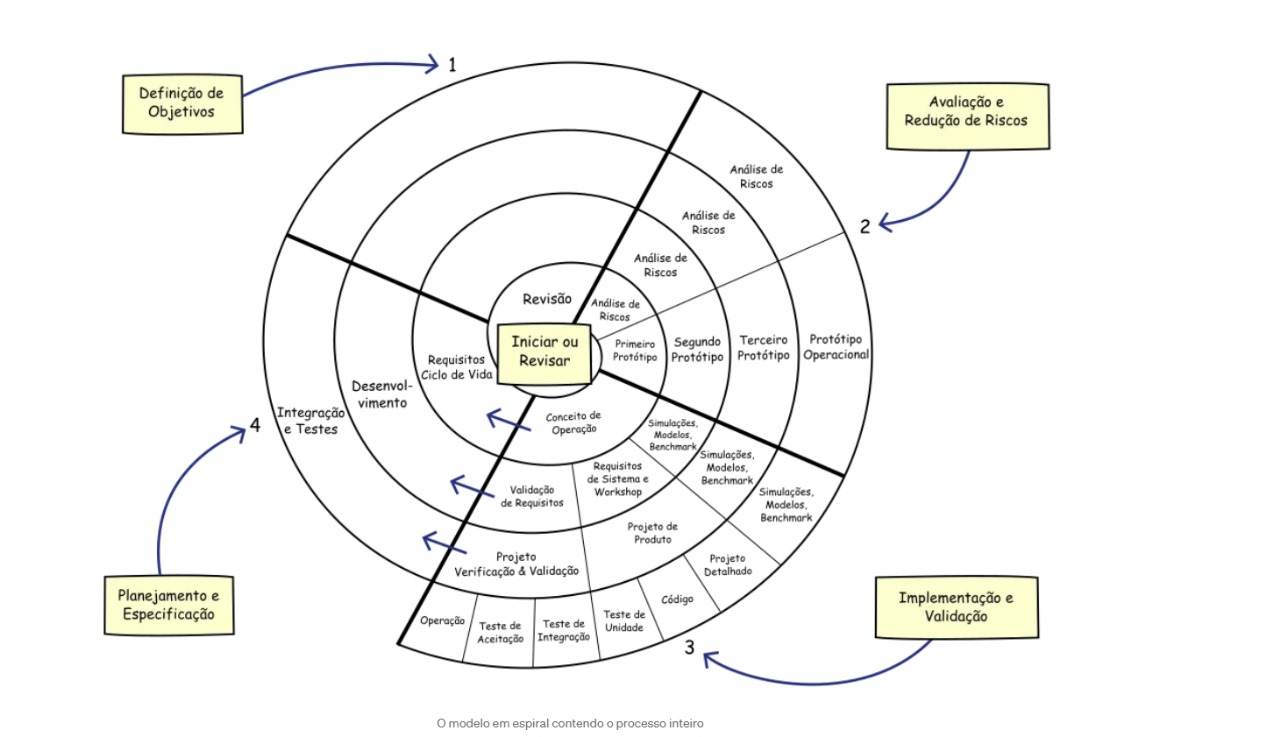 1
Definição de
Objetivos
Avaliação e
Redução de Riscos
2
Análise de
Riscos
Análise de
Riscos
Análise de
Riscos
Análise de
Riscos
Revisão
Iniciar ou
Revisar
Primeiro
Protótipo
Segundo
Protótipo
Terceiro
Protótipo
Protótipo
Operacional
Requisitos
Ciclo de Vida
Desenvol-
vimento
Integração
e Testes
4
Conceito de
Operação
Simulações,
Modelos,
Benchmark
Simulações,
Modelos,
Benchmark
Simulações,
Modelos,
Benchmark
Requisitos
de Sistema e
Workshop
Validação
de Requisitos
Projeto de
Produto
Projeto
Verificação & Validação
Projeto
Detalhado
Código
Teste de
Unidade
Teste de
Integração
Teste de
Aceitação
Operação
3
Planejamento e
Especificação
Implementação e
Validação
O modelo em espiral contendo o processo inteiro